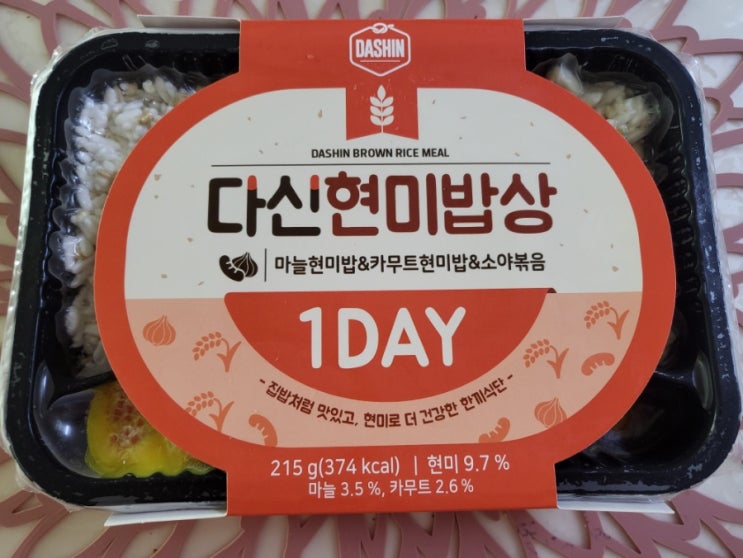 DASHIN
DASHIN BROWN RICE MEAL
다신현미밥상
마늘현미밥&카무트현미밥&소야볶음
1DAY
- 집밥처럼 맛있고, 현미로 더 건강한 한끼식단 -
215 g(374 kcal) | 현미 9.7 %
마늘 3.5 %, 카무트 2.6 %